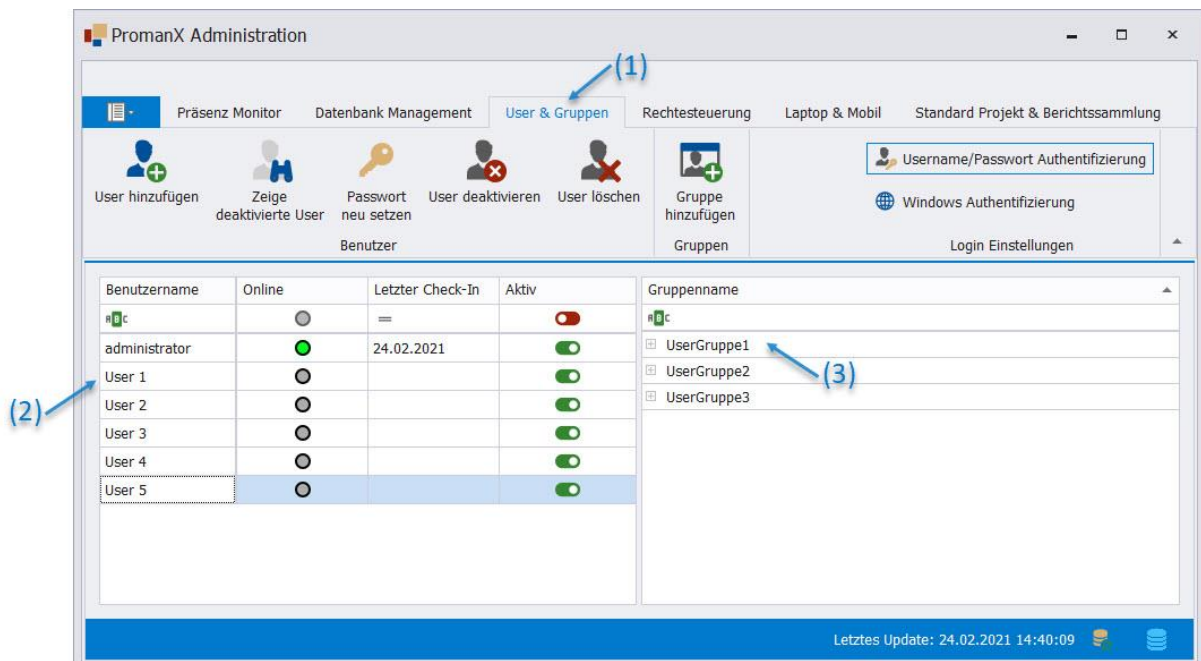 PromanX Administration
(1)
Präsenz Monitor Datenbank Management User & Gruppen Rechtesteuerung Laptop & Mobil Standard Projekt & Berichtssammlung
User hinzufügen
Zeige
deaktivierte User
Passwort
neu setzen
User deaktivieren
User löschen
Gruppe
hinzufügen
Username/Passwort Authentifizierung
Windows Authentifizierung
Benutzer Gruppen Login Einstellungen
Benutzername Online Letzter Check-In Aktiv
ABC =
administrator 24.02.2021
User 1
(2)
User 2
User 3
User 4
User 5
Gruppenname
ABC
UserGruppe1
(3)
UserGruppe2
UserGruppe3
Letztes Update: 24.02.2021 14:40:09